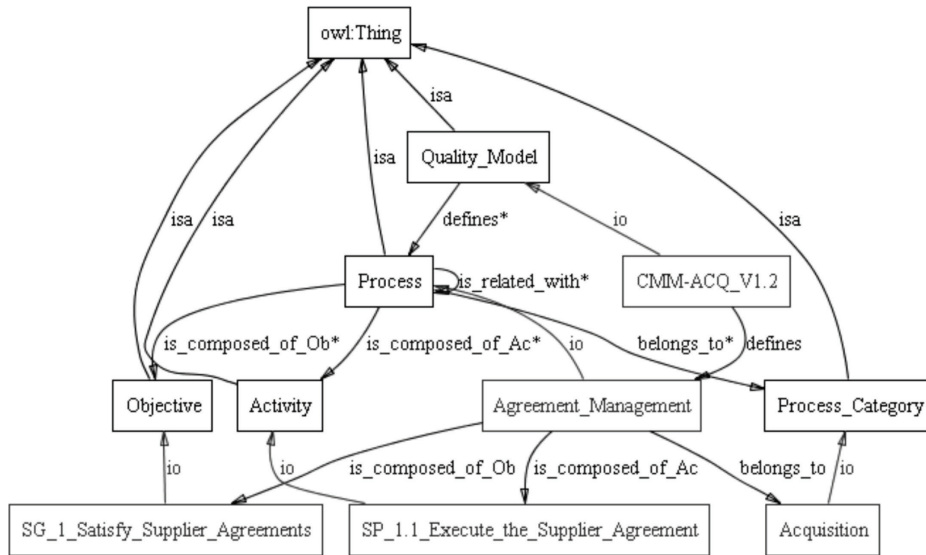 owl:Thing
isa
Quality_Model
isa
defines*
io
isa
isa
isa
Process
is_related_with*
CMM-ACQ_V1.2
is_composed_of_Ob*
is_composed_of_Ac*
io
belongs_to*
defines
Objective
Activity
Agreement_Management
Process_Category
io
io
is_composed_of_Ob
is_composed_of_Ac
belongs_to
io
SG_1_Satisfy_Supplier_Agreements
SP_1.1_Execute_the_Supplier_Agreement
Acquisition